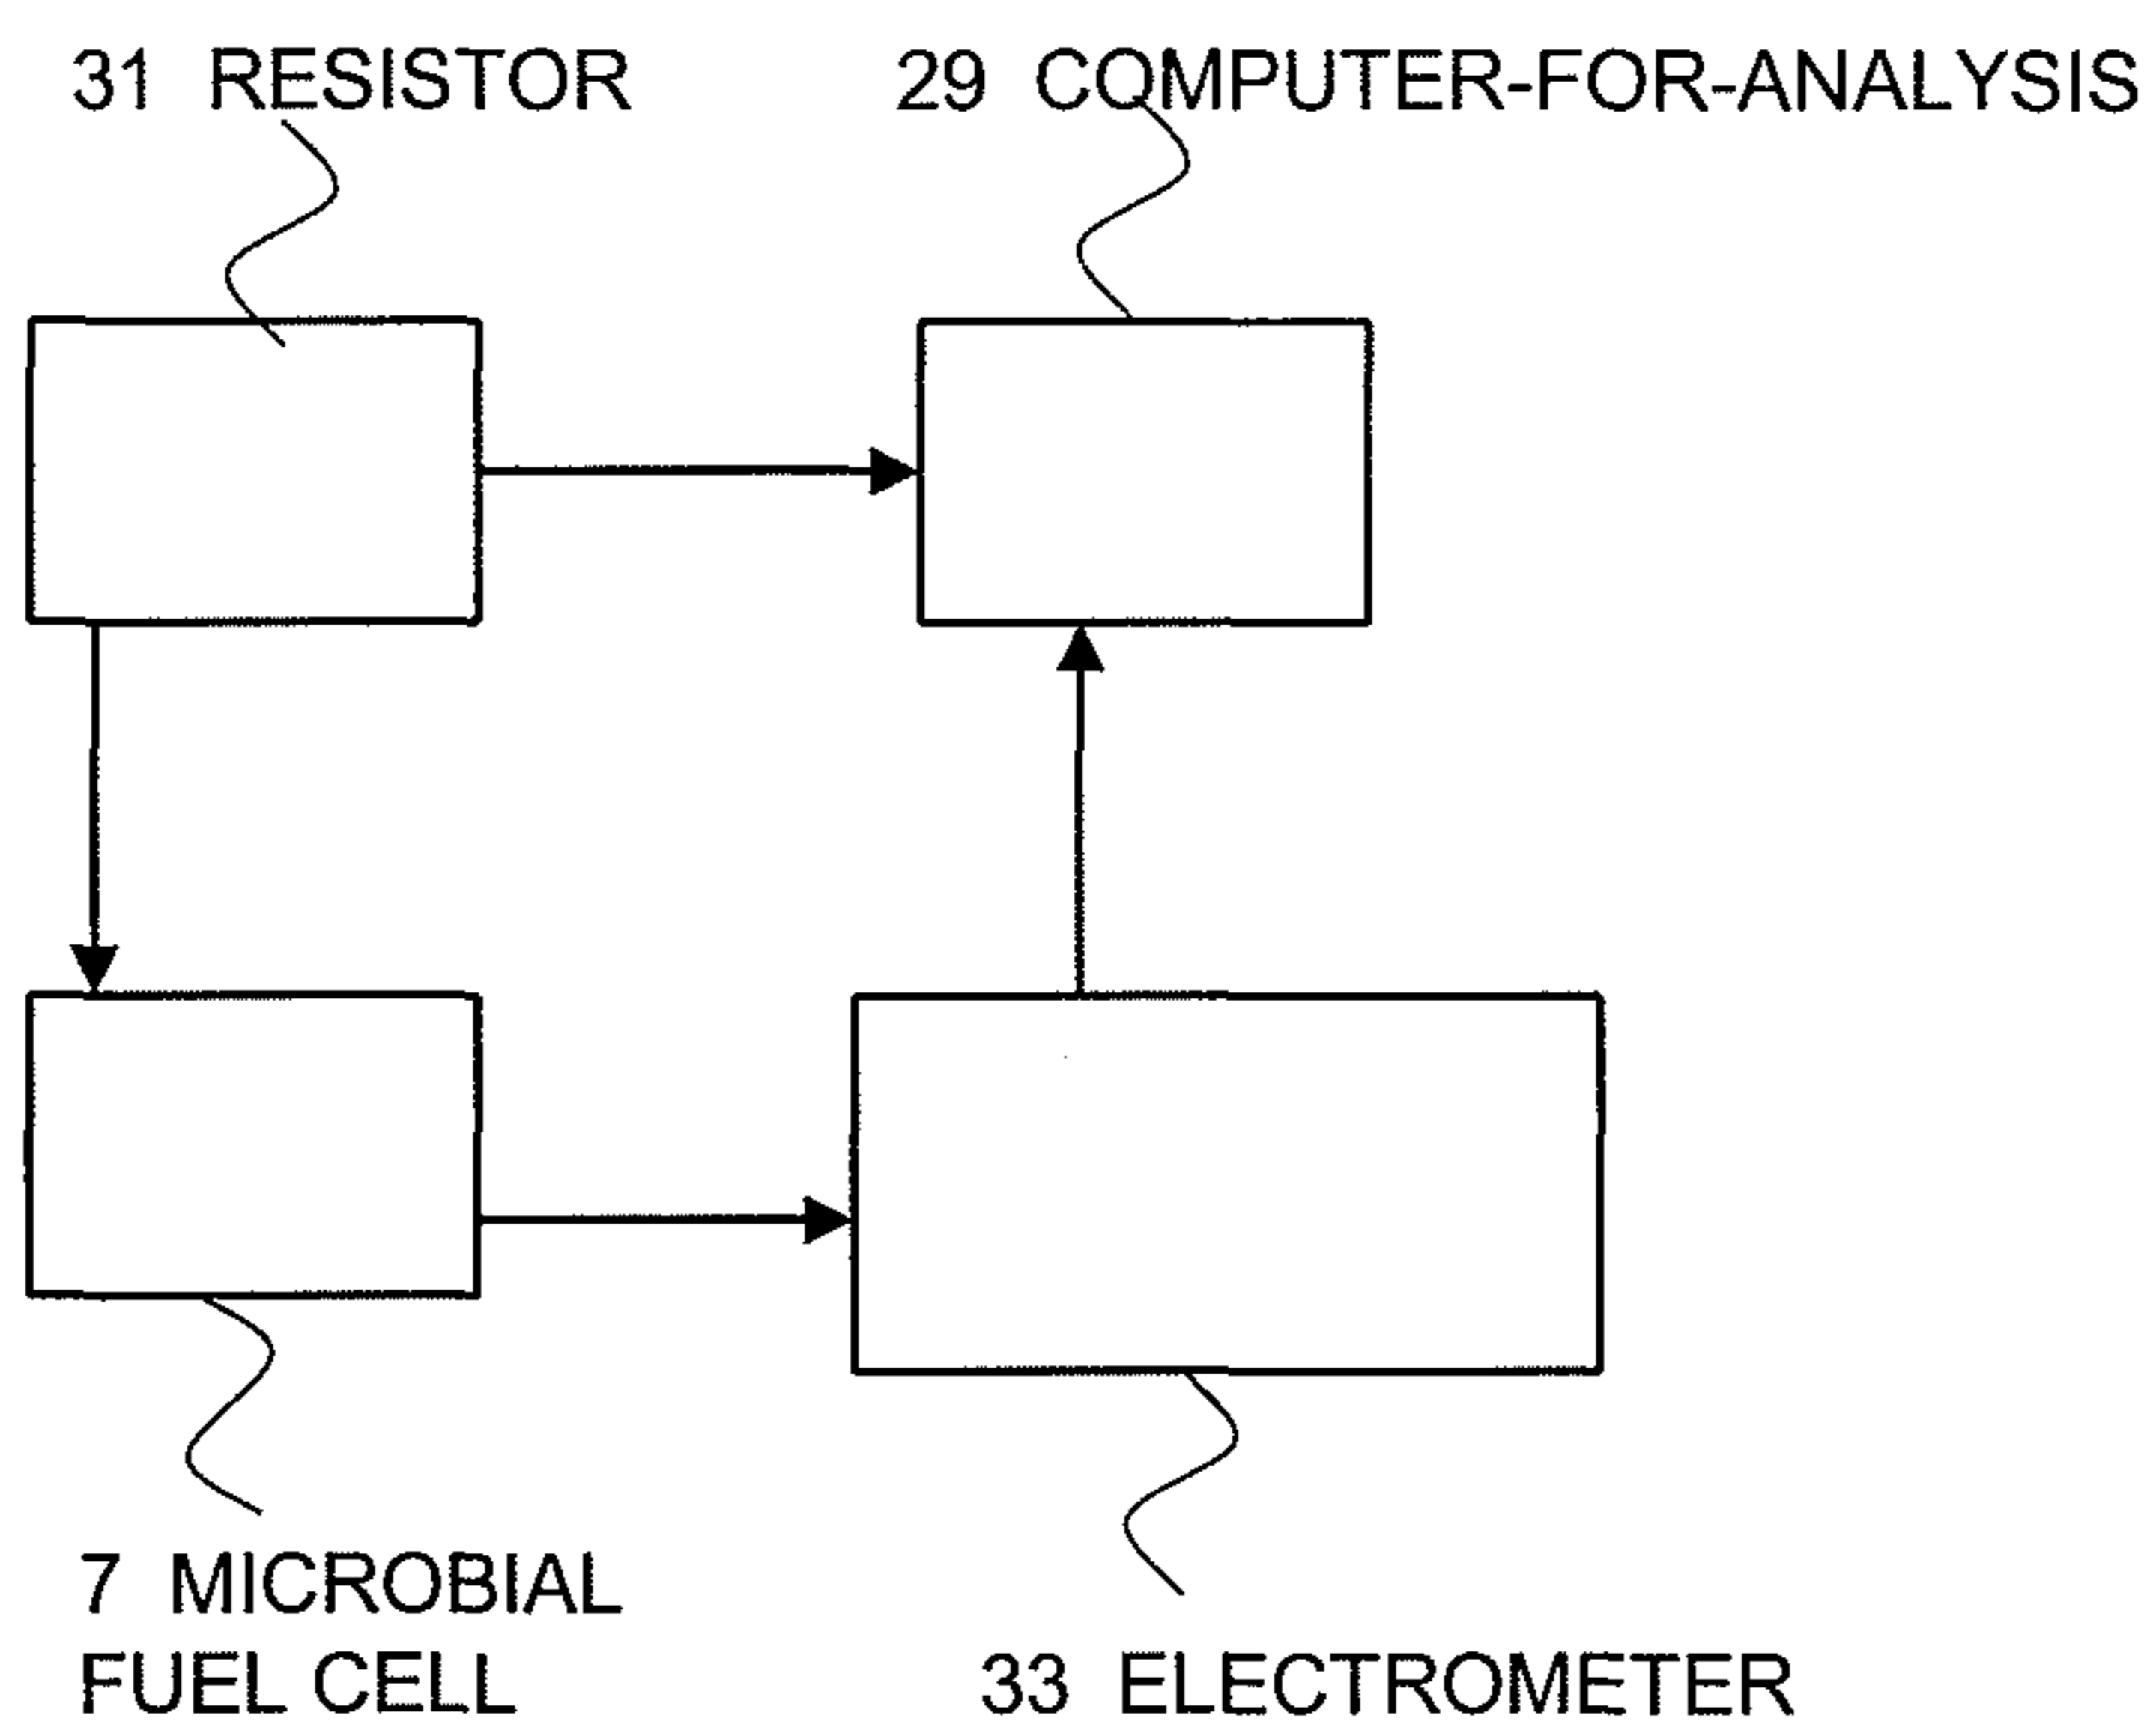 31 RESISTOR
29 COMPUTER-FOR-ANALYSIS
7 MICROBIAL
FUEL CELL
33 ELECTROMETER